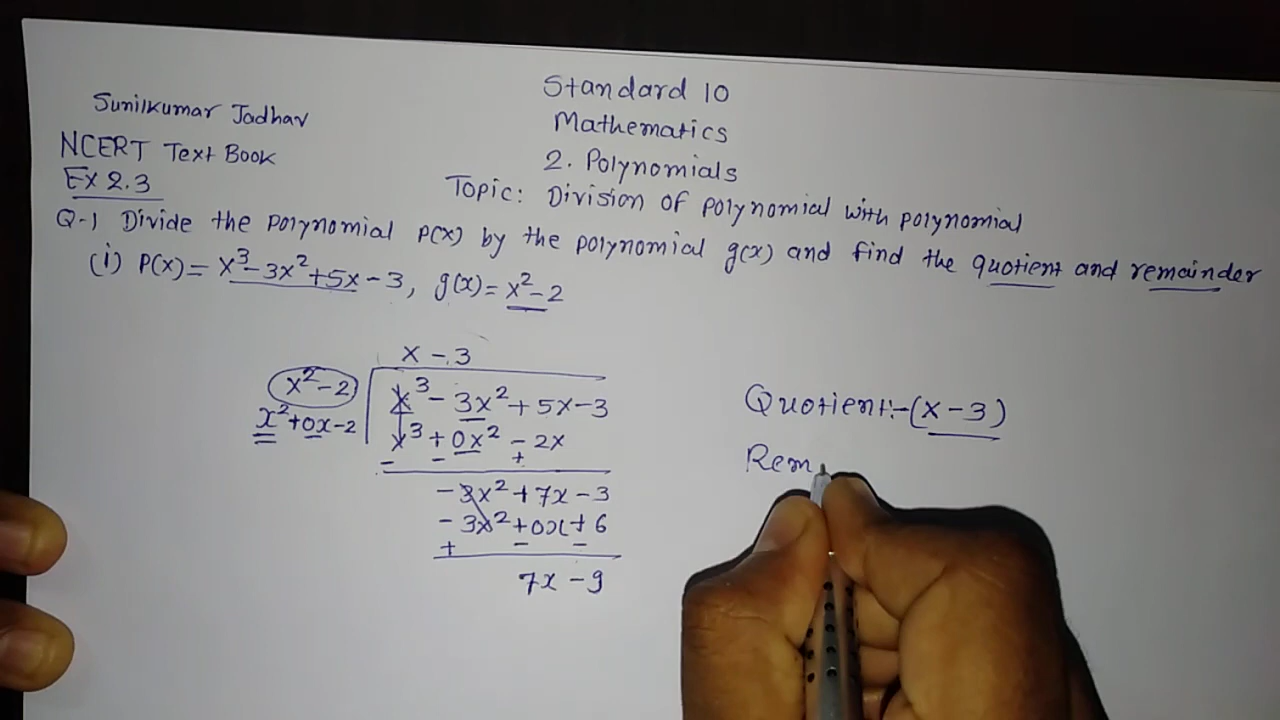 Standard 10
Sunilkumar Jadhav
Mathematics
NCERT Text Book
2. Polynomials
Ex 2.3
Topic: Division of polynomial with polynomial
Q-1 Divide the polynomial P(x) by the polynomial g(x) and find the quotient and remainder
(i) P(x) = x³ - 3x² + 5x - 3, g(x) = x² - 2
x - 3
x² - 2
x³ - 3x² + 5x - 3
x² + 0x - 2
x³ + 0x² - 2x
- - +
- 3x² + 7x - 3
- 3x² + 0x + 6
+ - -
7x - 9
Quotient:- (x - 3)
Rem